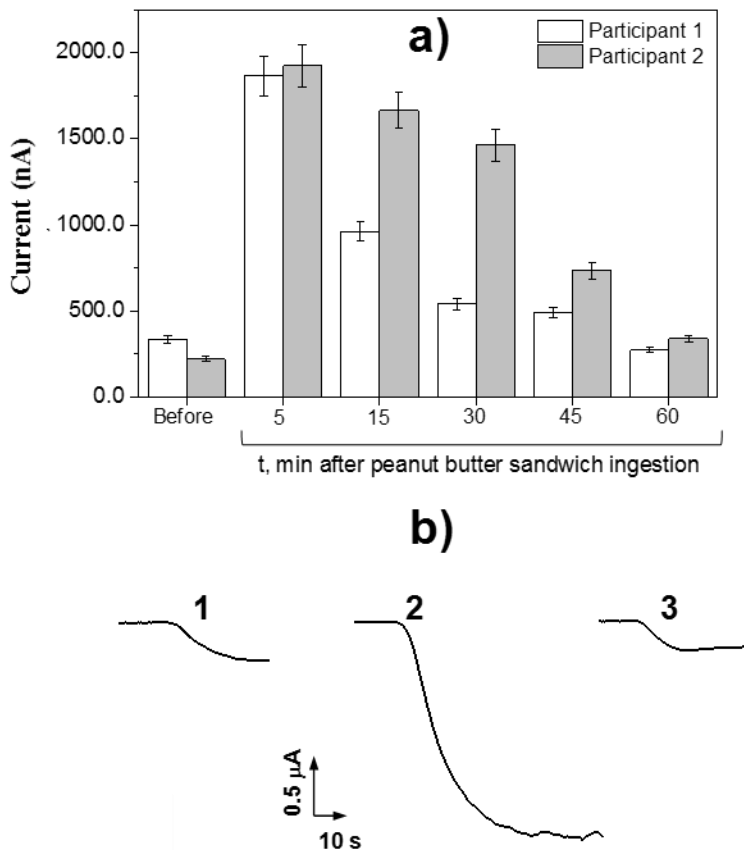 a)
Participant 1
Participant 2
2000.0
1500.0
1000.0
500.0
0.0
Current (nA)
Before 5 15 30 45 60
t, min after peanut butter sandwich ingestion
b)
1 2 3
0.5 µA
10 s